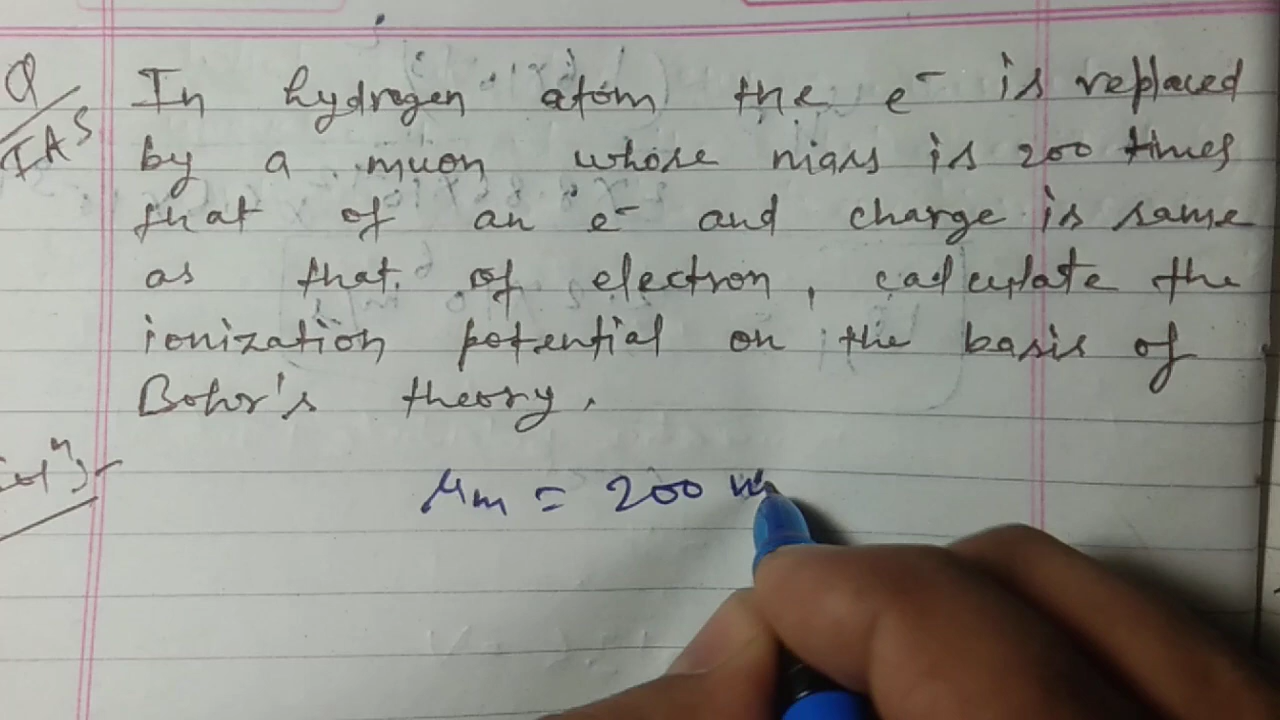 Q/IAS
In hydrogen atom the e⁻ is replaced
by a muon whose mass is 200 times
that of an e⁻ and charge is same
as that of electron, calculate the
ionization potential on the basis of
Bohr's theory.
μm = 200